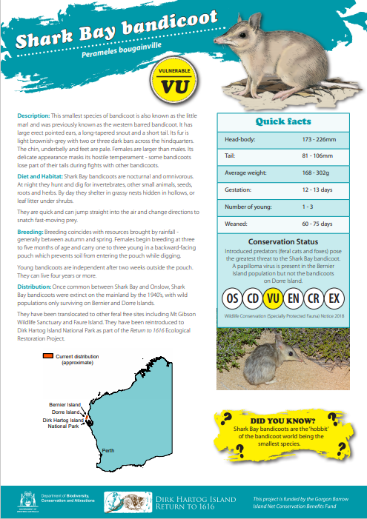 Shark Bay bandicoot
Perameles bougainville
VULNERABLE
VU
Description: This smallest species of bandicoot is also known as the little
marl and was previously known as the western barred bandicoot. It has
large erect pointed ears, a long-tapered snout and a short tail. Its fur is
light brownish grey with two or three dark bars across the hindquarters.
The chin, underbelly and feet are pale. Females are larger than males. Its
delicate appearance masks its hostile temperament - some bandicoots
lose part of their tails during fights with other bandicoots.
Diet and Habitat: Shark Bay bandicoots are nocturnal and omnivorous.
At night they hunt and dig for invertebrates, other small animals, seeds,
roots and herbs. By day they shelter in grassy nests hidden in hollows, or
leaf litter under shrubs.
They are quick and can jump straight into the air and change directions to
snatch fast-moving prey.
Breeding: Breeding coincides with resources brought by rainfall -
generally between autumn and spring. Females begin breeding at three
to five months of age and carry one to three young in a backward-facing
pouch which prevents soil from entering the pouch while digging.
Young bandicoots are independent after two weeks outside the pouch.
They can live four years or more.
Distribution: Once common between Shark Bay and Onslow, Shark
Bay bandicoots were extinct on the mainland by the 1940's, with wild
populations only surviving on Bernier and Dorre Islands.
They have been translocated to other feral free sites including Mt Gibson
Wildlife Sanctuary and Faure Island. They have been reintroduced to
Dirk Hartog Island National Park as part of the Return to 1616 Ecological
Restoration Project.
Current distribution
(approximate)
Bernier Island
Dorre Island
Dirk Hartog Island
National Park
Perth
Quick facts
Head-body: 173 - 226mm
Tail: 81 - 106mm
Average weight: 168 - 302g
Gestation: 12 - 13 days
Number of young: 1 - 3
Weaned: 60 - 75 days
Conservation Status
Introduced predators (feral cats and foxes) pose
the greatest threat to the Shark Bay bandicoot.
A papilloma virus is present in the Bernier
Island population but not the bandicoots
on Dorre Island.
OS CD VU EN CR EX
Wildlife Conservation (Specially Protected Fauna) Notice 2018
DID YOU KNOW?
Shark Bay bandicoots are the 'hobbit'
of the bandicoot world being the
smallest species.
Department of Biodiversity,
Conservation and Attractions
DIRK HARTOG ISLAND
RETURN TO 1616
This project is funded by the Gorgon Barrow
Island Net Conservation Benefits Fund